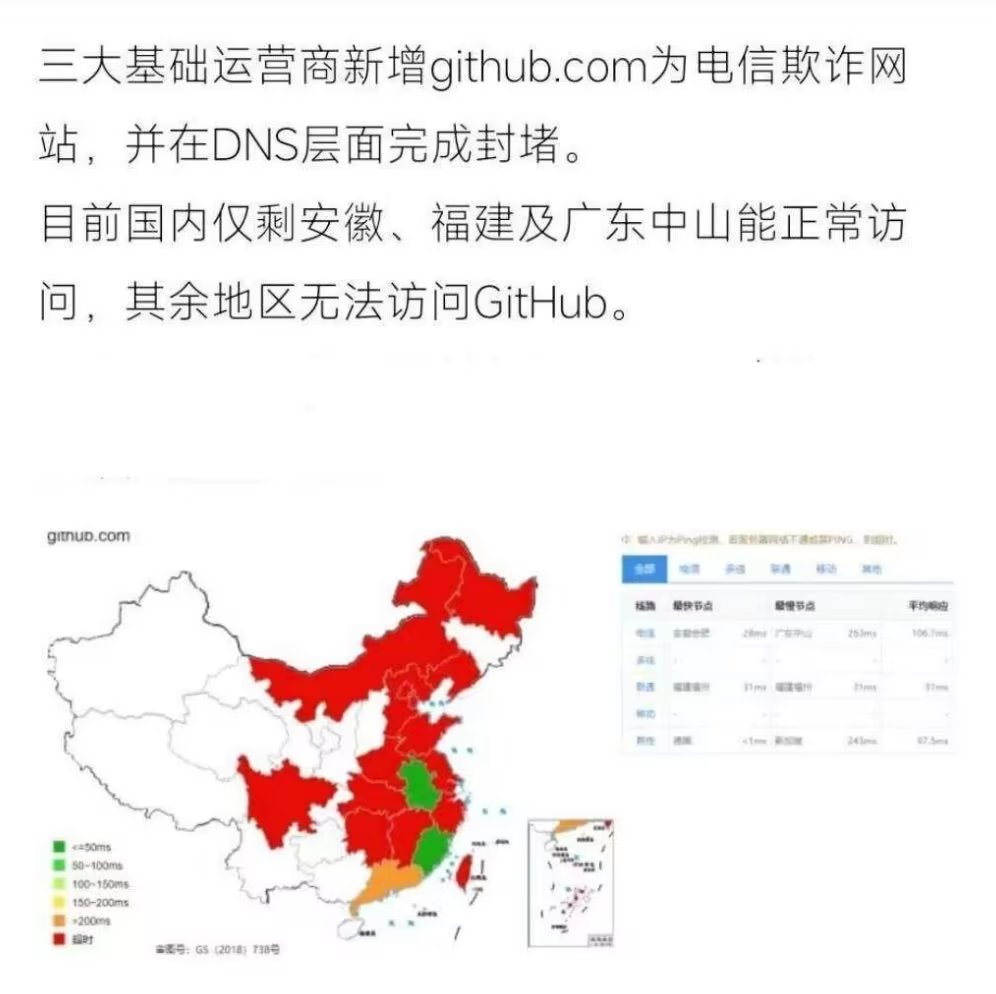 三大基础运营商新增github.com为电信欺诈网
站，并在DNS层面完成封堵。
目前国内仅剩安徽、福建及广东中山能正常访
问，其余地区无法访问GitHub。
github.com
全部 电信 多线 联通 移动 其他
线路 最快节点 最慢节点 平均响应
电信 安徽合肥 28ms 广东中山 263ms 106.7ms
多线 - - - - -
联通 福建福州 31ms 福建福州 31ms 31ms
移动 - - - - -
德国 <1ms 新加坡 243ms 97.5ms
<=50ms
50~100ms
100~150ms
150~200ms
>200ms
超时
审图号：GS (2018) 738号